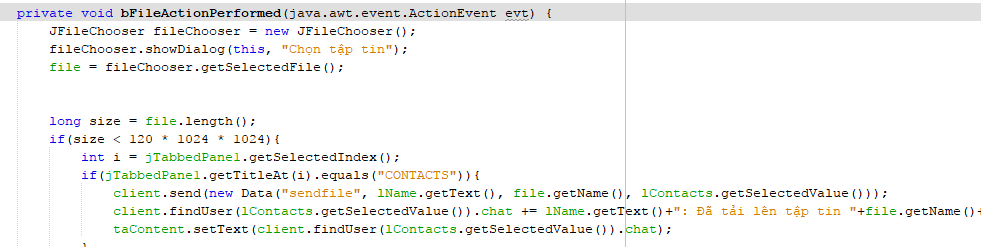 private void bFileActionPerformed(java.awt.event.ActionEvent evt) {
JFileChooser fileChooser = new JFileChooser();
fileChooser.showDialog(this, "Chọn tập tin");
file = fileChooser.getSelectedFile();
long size = file.length();
if(size < 120 * 1024 * 1024){
int i = jTabbedPane1.getSelectedIndex();
if(jTabbedPane1.getTitleAt(i).equals("CONTACTS")){
client.send(new Data("sendfile", lName.getText(), file.getName(), lContacts.getSelectedValue()));
client.findUser(lContacts.getSelectedValue()).chat += lName.getText()+": Đã tải lên tập tin "+file.getName()+
taContent.setText(client.findUser(lContacts.getSelectedValue()).chat);
}